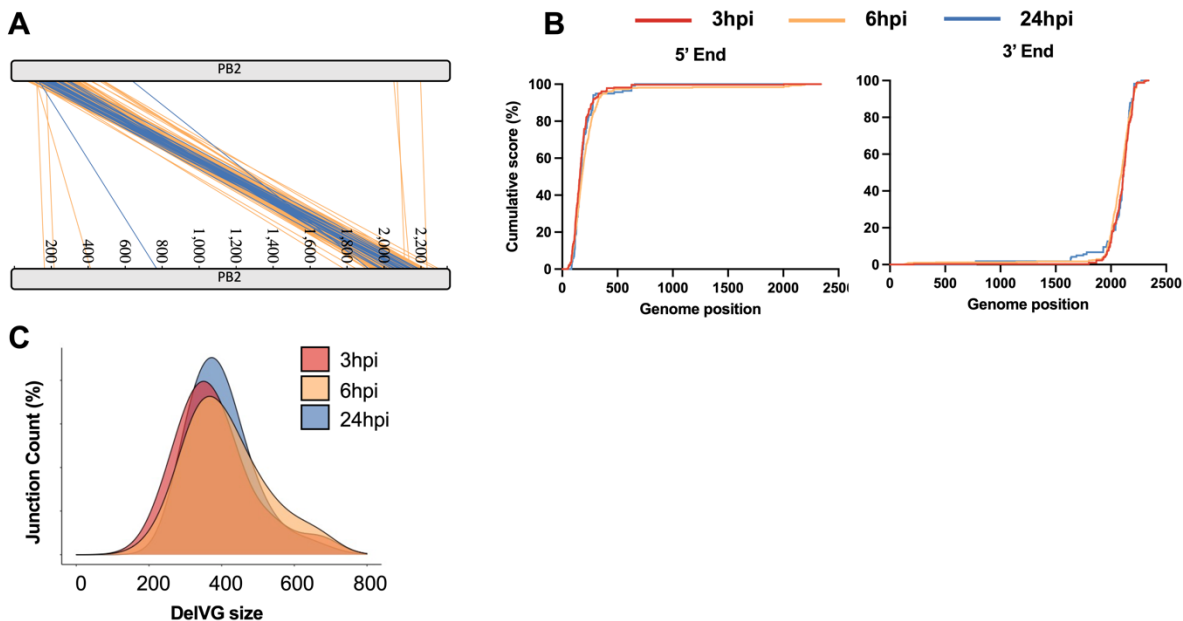 A
PB2
200
400
600
800
1,000
1,200
1,400
1,600
1,800
2,000
2,200
PB2
B
3hpi 6hpi 24hpi
5' End
Cumulative score (%)
100
80
60
40
20
0
0 500 1000 1500 2000 250
Genome position
3' End
100
80
60
40
20
0
0 500 1000 1500 2000 2500
Genome position
C
Junction Count (%)
3hpi
6hpi
24hpi
0 200 400 600 800
DelVG size